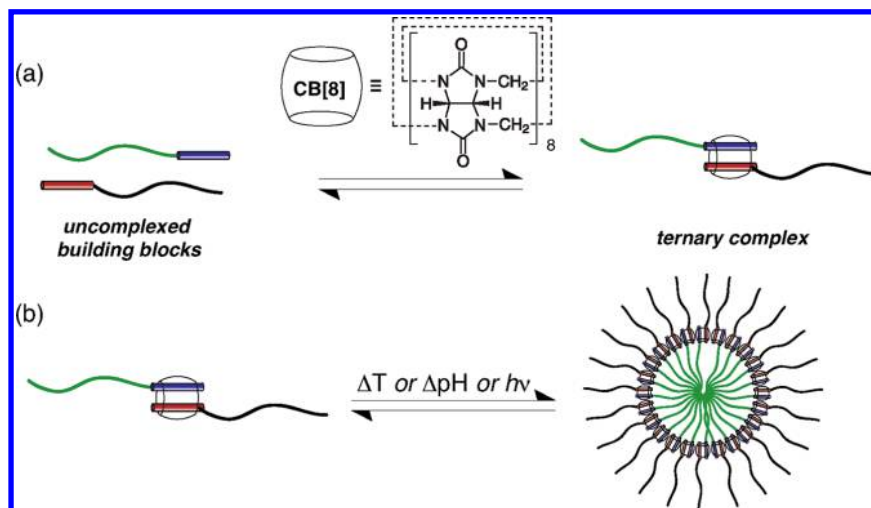 (a)
CB[8]
≡
O
N
N
CH₂
H
H
N
N
CH₂
O
8
uncomplexed
building blocks
ternary complex
(b)
ΔT or ΔpH or hν